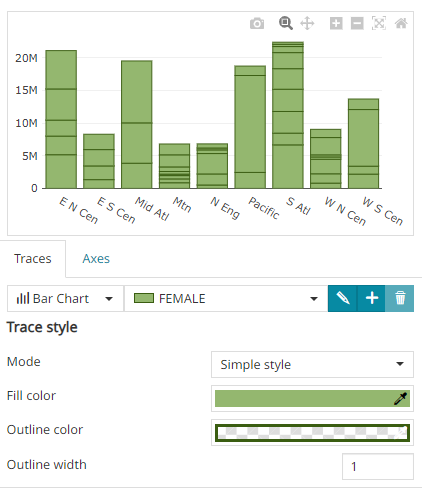 20M
15M
10M
5M
0
E N Cen
E S Cen
Mid Atl
Mtn
N Eng
Pacific
S Atl
W N Cen
W S Cen
Traces Axes
Bar Chart FEMALE
Trace style
Mode Simple style
Fill color
Outline color
Outline width 1